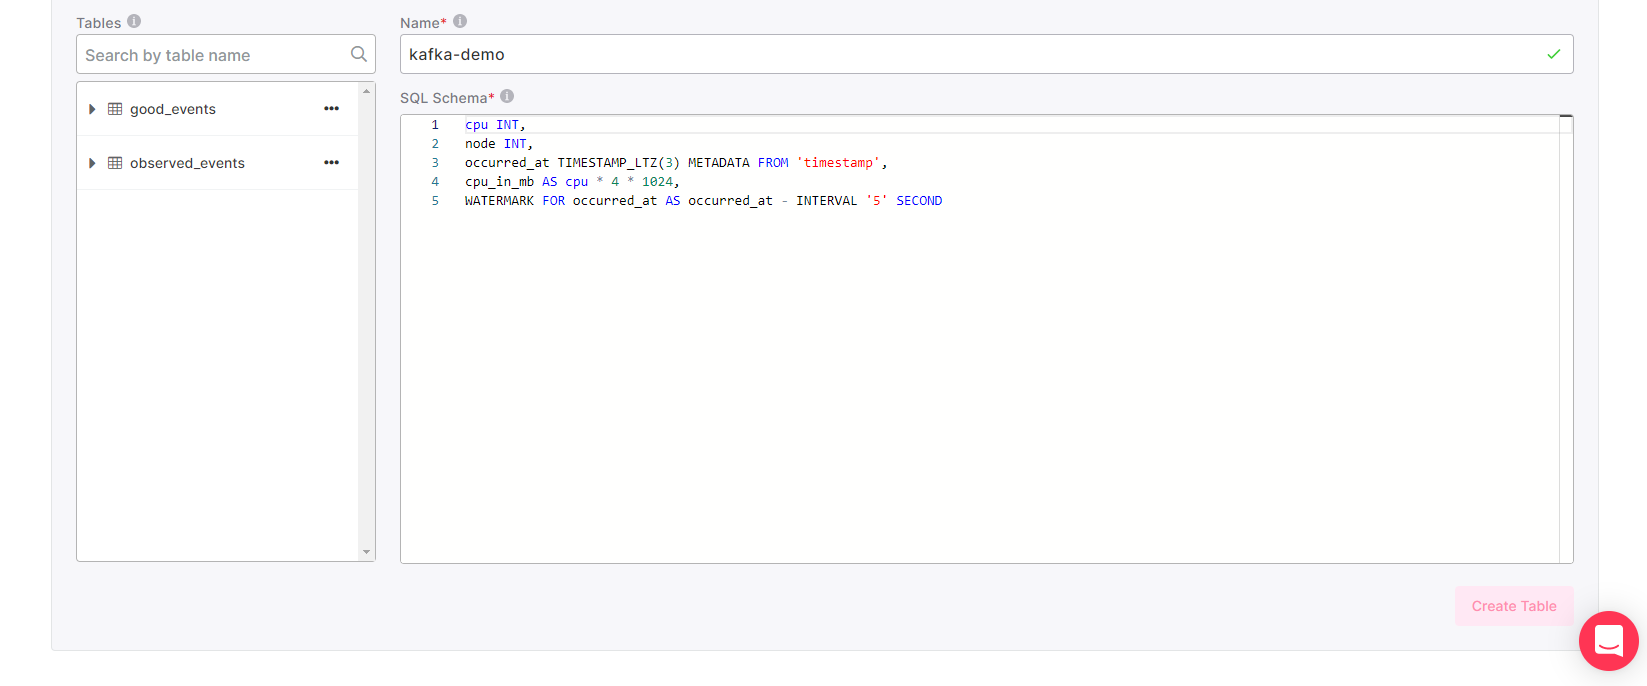 Tables
Search by table name
good_events
observed_events
Name*
kafka-demo
SQL Schema*
1 cpu INT,
2 node INT,
3 occurred_at TIMESTAMP_LTZ(3) METADATA FROM 'timestamp',
4 cpu_in_mb AS cpu * 4 * 1024,
5 WATERMARK FOR occurred_at AS occurred_at - INTERVAL '5' SECOND
Create Table